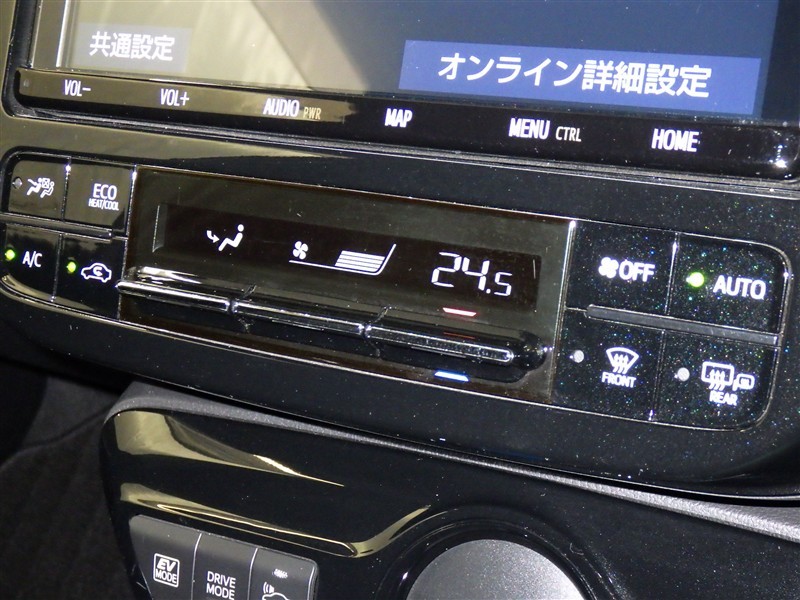 共通設定
オンライン詳細設定
VOL-
VOL+
AUDIO PWR
MAP
MENU CTRL
HOME
ECO
HEAT/COOL
24.5
OFF
AUTO
A/C
FRONT
REAR
EV
MODE
DRIVE
MODE